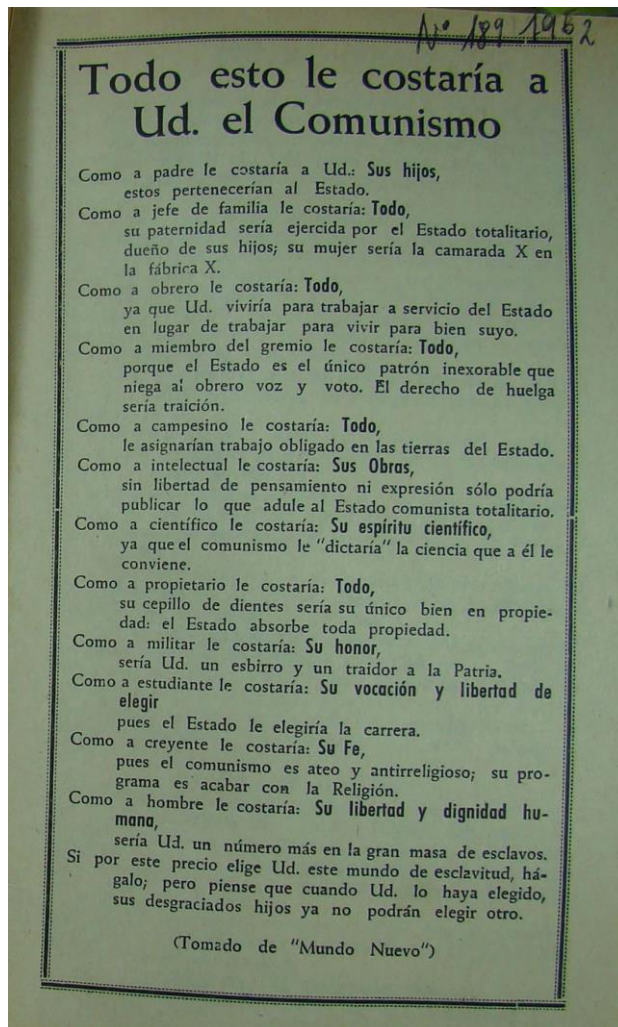 Nº 189 1962
Todo esto le costaría a
Ud. el Comunismo
Como a padre le costaría a Ud.: Sus hijos,
estos pertenecerían al Estado.
Como a jefe de familia le costaría: Todo,
su paternidad sería ejercida por el Estado totalitario,
dueño de sus hijos; su mujer sería la camarada X en
la fábrica X.
Como a obrero le costaría: Todo,
ya que Ud. viviría para trabajar a servicio del Estado
en lugar de trabajar para vivir para bien suyo.
Como a miembro del gremio le costaría: Todo,
porque el Estado es el único patrón inexorable que
niega al obrero voz y voto. El derecho de huelga
sería traición.
Como a campesino le costaría: Todo,
le asignarían trabajo obligado en las tierras del Estado.
Como a intelectual le costaría: Sus Obras,
sin libertad de pensamiento ni expresión sólo podría
publicar lo que adule al Estado comunista totalitario.
Como a científico le costaría: Su espíritu científico,
ya que el comunismo le "dictaría" la ciencia que a él le
conviene.
Como a propietario le costaría: Todo,
su cepillo de dientes sería su único bien en propie-
dad: el Estado absorbe toda propiedad.
Como a militar le costaría: Su honor,
sería Ud. un esbirro y un traidor a la Patria.
Como a estudiante le costaría: Su vocación y libertad de
elegir
pues el Estado le elegiría la carrera.
Como a creyente le costaría: Su Fe,
pues el comunismo es ateo y antirreligioso; su pro-
grama es acabar con la Religión.
Como a hombre le costaría: Su libertad y dignidad hu-
mana,
sería Ud. un número más en la gran masa de esclavos.
Si por este precio elige Ud. este mundo de esclavitud, há-
galo; pero piense que cuando Ud. lo haya elegido,
sus desgraciados hijos ya no podrán elegir otro.
(Tomado de "Mundo Nuevo")